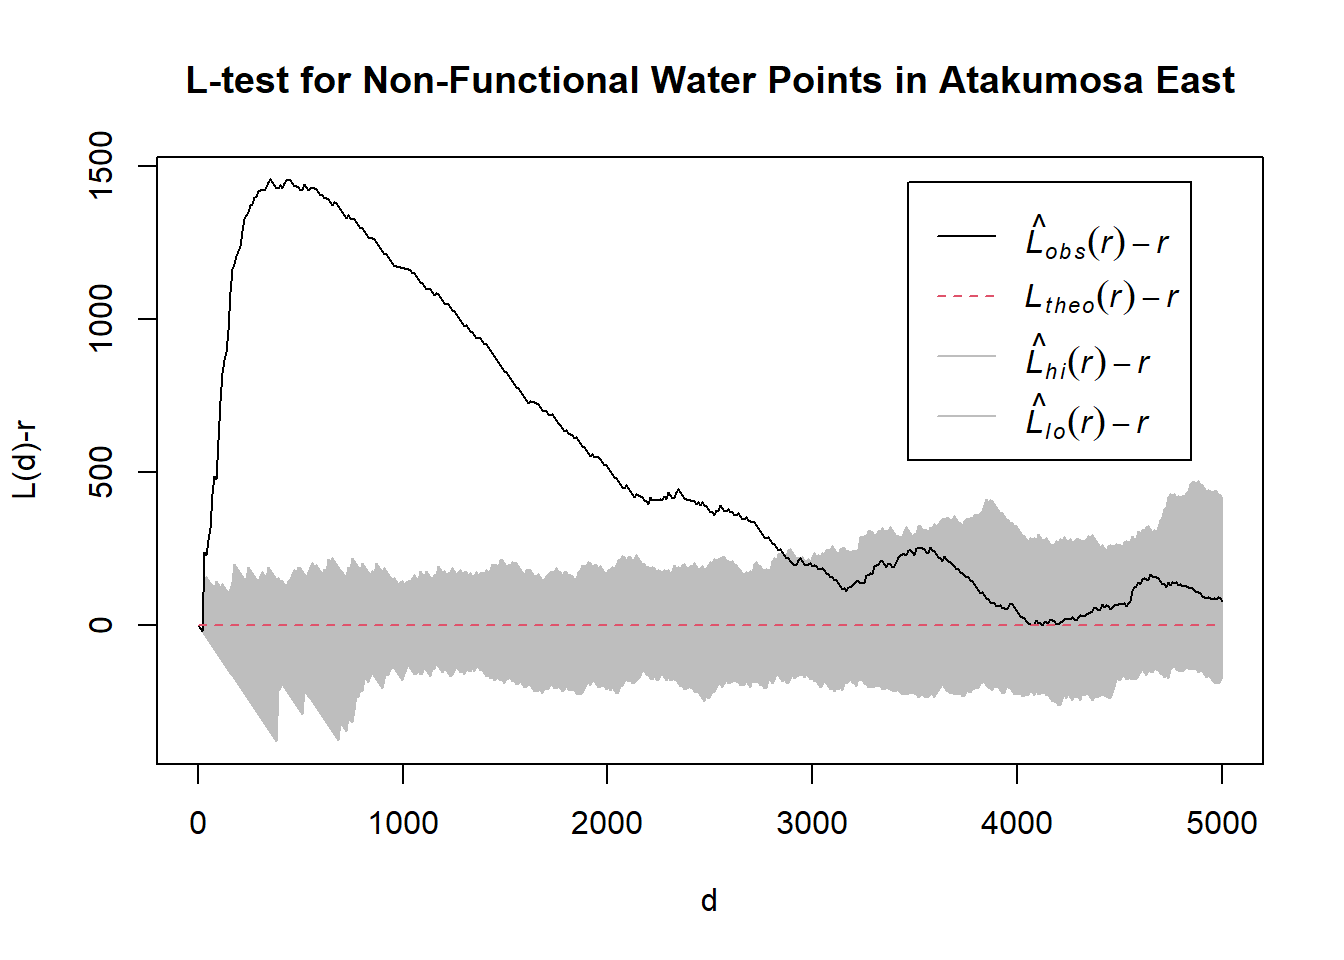 L-test for Non-Functional Water Points in Atakumosa East
L(d)-r
1500
1000
500
0
L̂obs(r) – r
Ltheo(r) – r
L̂hi(r) – r
L̂lo(r) – r
0 1000 2000 3000 4000 5000
d